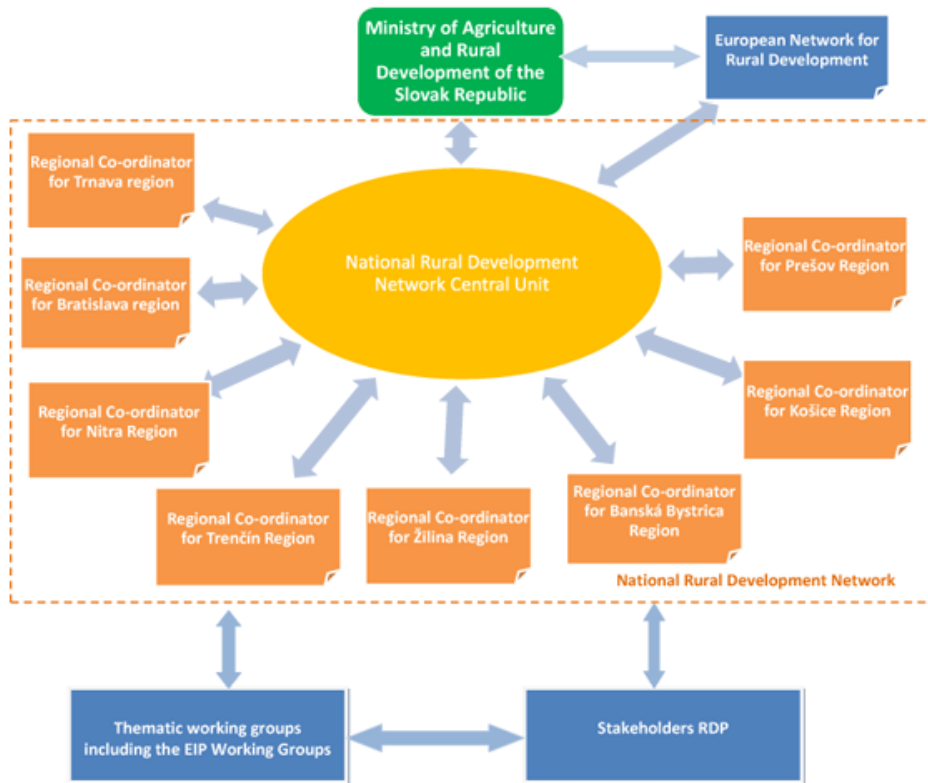 Ministry of Agriculture
and Rural
Development of the
Slovak Republic
European Network for
Rural Development
Regional Co-ordinator
for Trnava region
National Rural Development
Network Central Unit
Regional Co-ordinator
for Prešov Region
Regional Co-ordinator
for Bratislava region
Regional Co-ordinator
for Nitra Region
Regional Co-ordinator
for Košice Region
Regional Co-ordinator
for Trenčín Region
Regional Co-ordinator
for Žilina Region
Regional Co-ordinator
for Banská Bystrica
Region
National Rural Development Network
Thematic working groups
including the EIP Working Groups
Stakeholders RDP